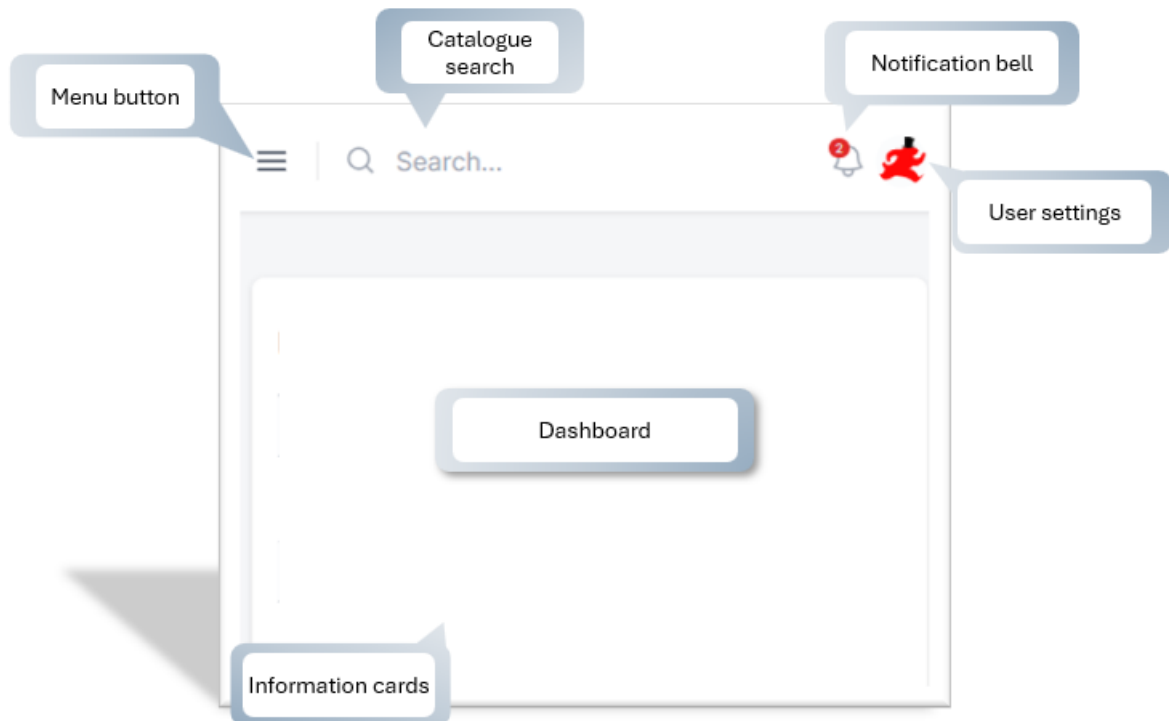 Catalogue
search
Notification bell
Menu button
2
Search...
User settings
Dashboard
Information cards